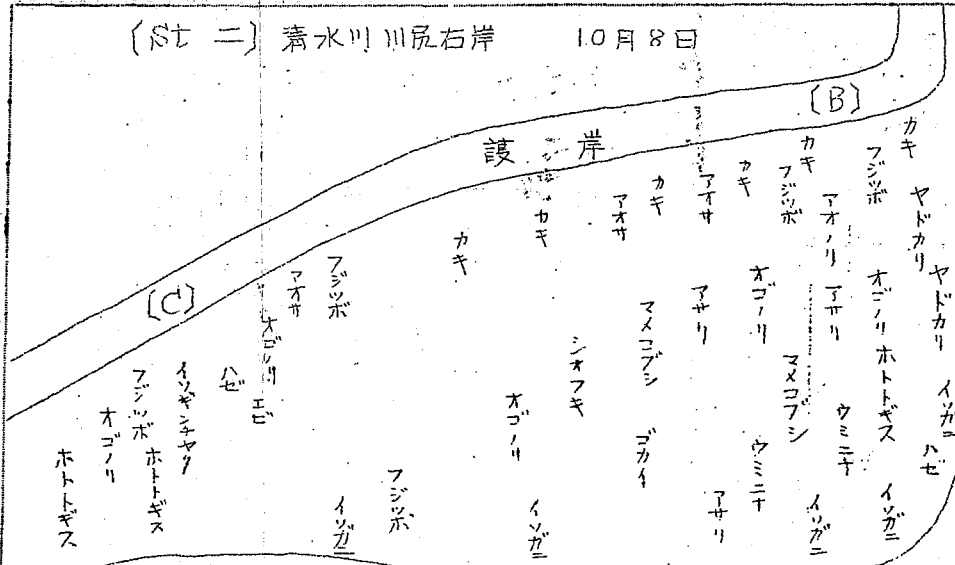 [St 二] 清水川川尻右岸 10月8日
[B]
護岸
[C]
カキ
フジツボ
ヤドカリ
カキ
フジツボ
アオノリ
ヤドカリ
カキ
アオサ
カキ
アオサ
カキ
カキ
フジツボ
アオサ
オゴノリ
アサリ
オゴノリ
アサリ
マメコブシ
シオフキ
オゴノリ
エビ
ハゼ
イソギンチャク
フジツボ
オゴノリ
ホトトギス
ホトトギス
ホトトギス
マメコブシ
イソガニ
ハゼ
ウミニナ
ウミニナ
ゴカイ
オゴノリ
フジツボ
イソガニ
イソガニ
アサリ
イソガニ
イソガニ